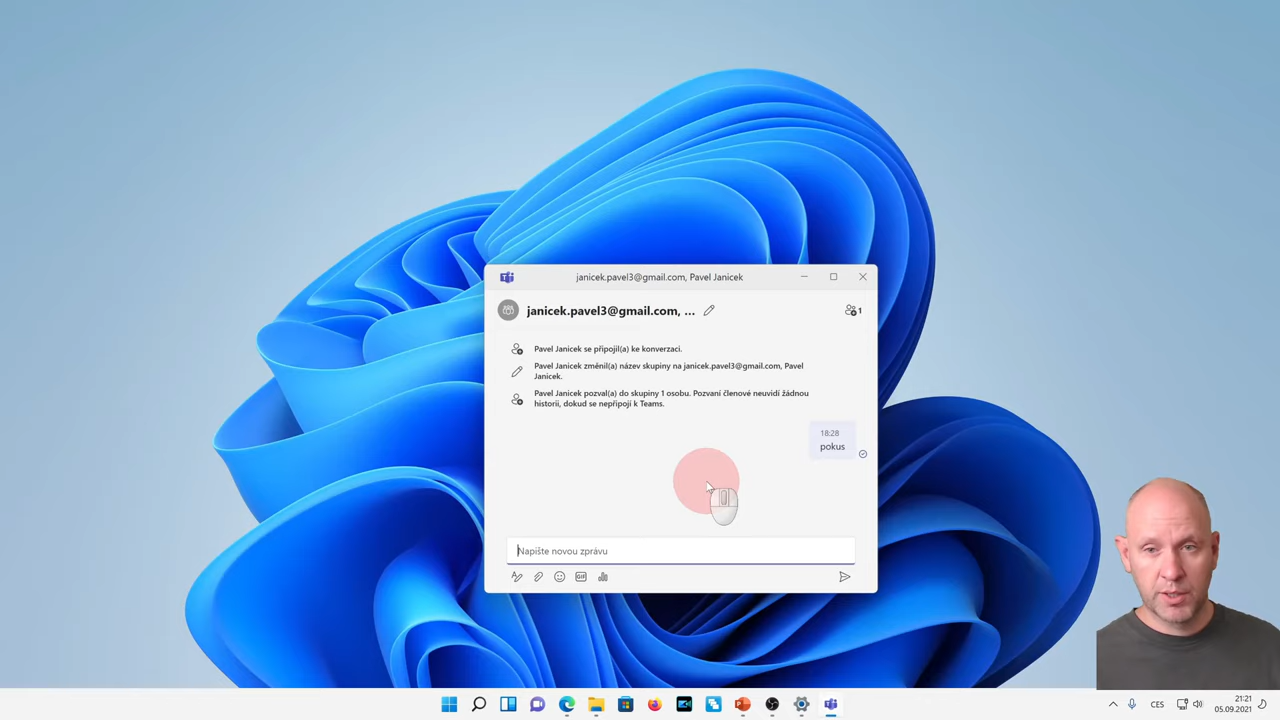 janicek.pavel3@gmail.com, Pavel Janicek
janicek.pavel3@gmail.com, ...
1
Pavel Janicek se připojil(a) ke konverzaci.
Pavel Janicek změnil(a) název skupiny na janicek.pavel3@gmail.com, Pavel
Janicek.
Pavel Janicek pozval(a) do skupiny 1 osobu. Pozvaní členové neuvidí žádnou
historii, dokud se nepřipojí k Teams.
18:28
pokus
Napište novou zprávu
GIF
CES
21:21
05.09.2021